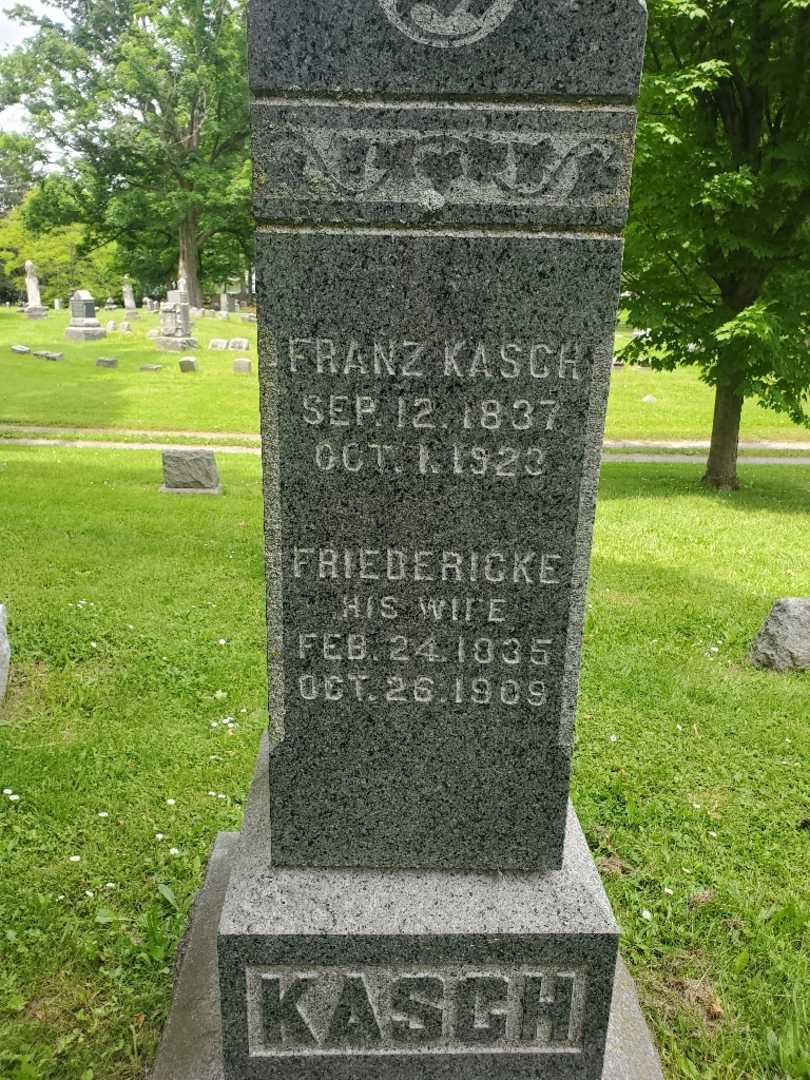 FRANZ KASCH
SEP. 12. 1837
OCT. 1. 1923
FRIEDERICKE
HIS WIFE
FEB. 24. 1835
OCT. 26. 1909
KASCH